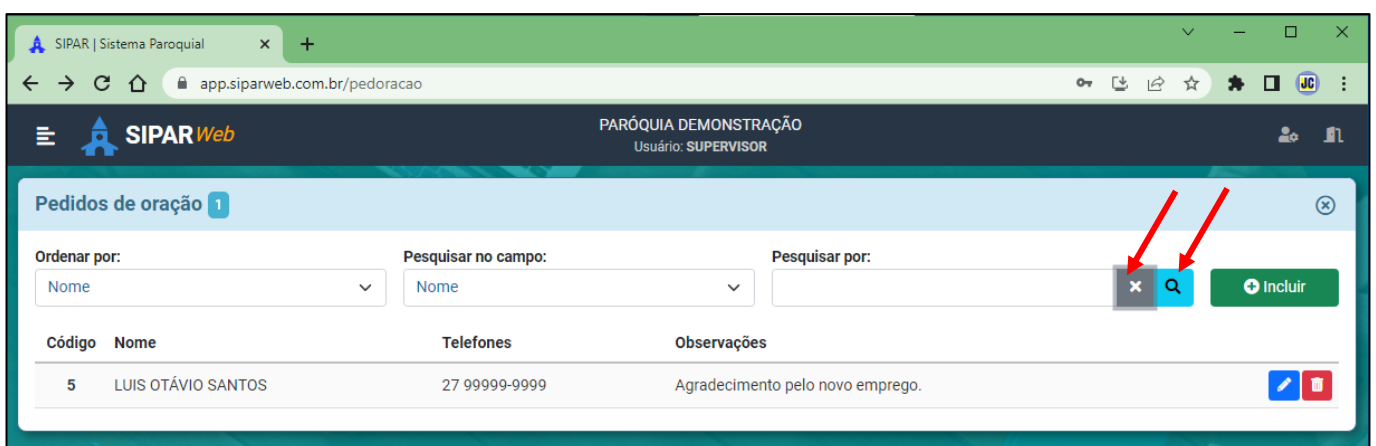 SIPAR | Sistema Paroquial
app.siparweb.com.br/pedoracao
JC
SIPAR Web
PARÓQUIA DEMONSTRAÇÃO
Usuário: SUPERVISOR
Pedidos de oração 1
Ordenar por: Pesquisar no campo: Pesquisar por:
Nome Nome Incluir
Código Nome Telefones Observações
5 LUIS OTÁVIO SANTOS 27 99999-9999 Agradecimento pelo novo emprego.